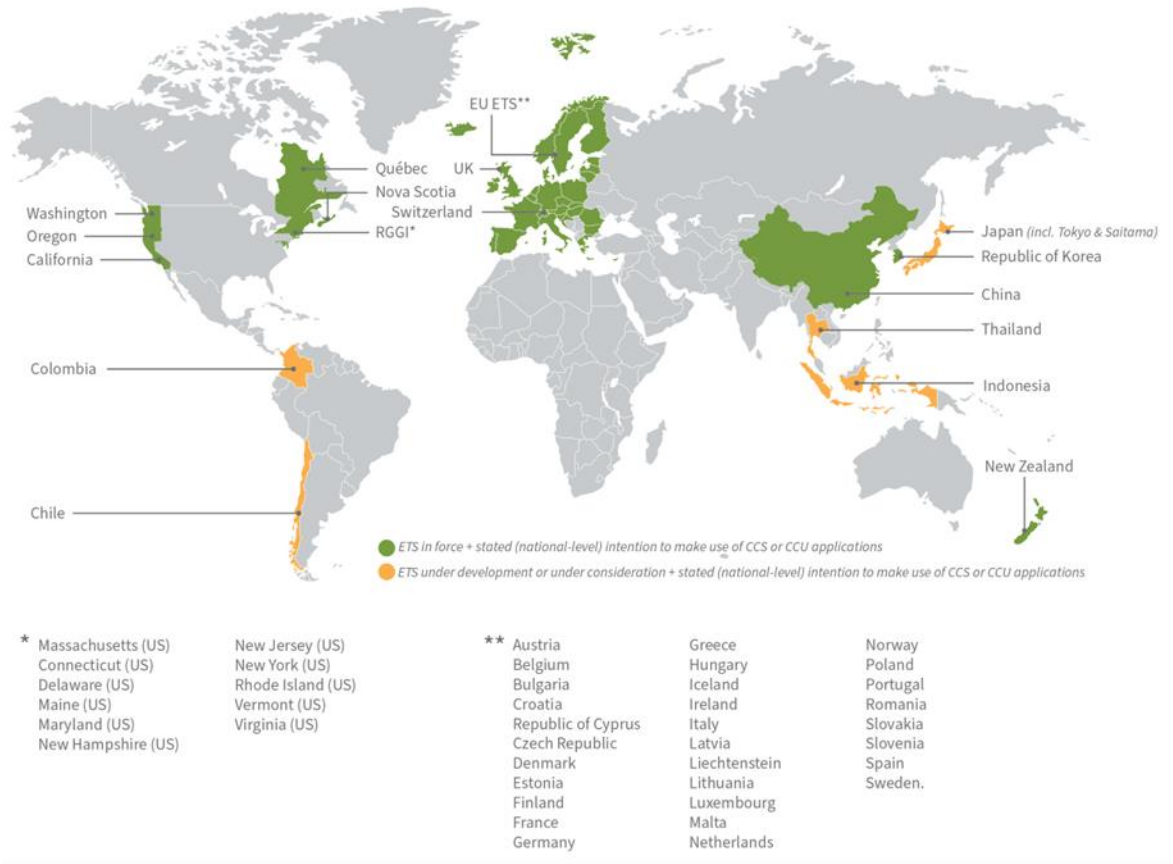 EU ETS**
Québec
UK
Nova Scotia
Switzerland
Washington
Oregon
RGGI*
California
Japan (incl. Tokyo & Saitama)
Republic of Korea
China
Thailand
Colombia
Indonesia
New Zealand
Chile
ETS in force + stated (national-level) intention to make use of CCS or CCU applications
ETS under development or under consideration + stated (national-level) intention to make use of CCS or CCU applications
* Massachusetts (US)
Connecticut (US)
Delaware (US)
Maine (US)
Maryland (US)
New Hampshire (US)
New Jersey (US)
New York (US)
Rhode Island (US)
Vermont (US)
Virginia (US)
** Austria
Belgium
Bulgaria
Croatia
Republic of Cyprus
Czech Republic
Denmark
Estonia
Finland
France
Germany
Greece
Hungary
Iceland
Ireland
Italy
Latvia
Liechtenstein
Lithuania
Luxembourg
Malta
Netherlands
Norway
Poland
Portugal
Romania
Slovakia
Slovenia
Spain
Sweden.